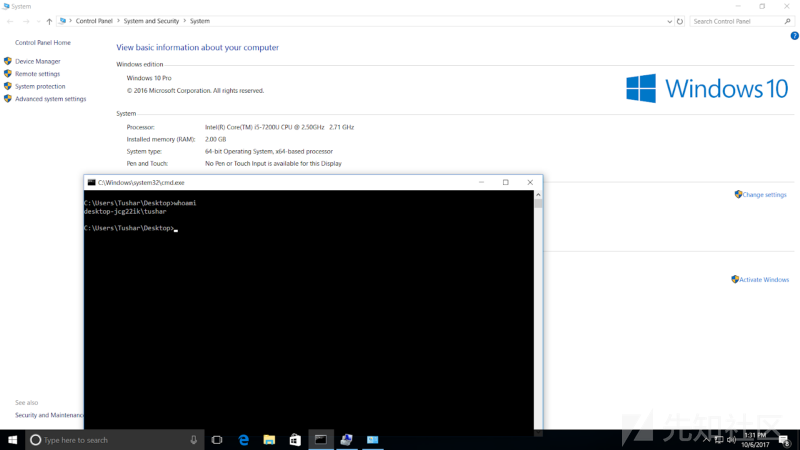 System
Control Panel > System and Security > System
Search Control Panel
Control Panel Home
Device Manager
Remote settings
System protection
Advanced system settings
View basic information about your computer
Windows edition
Windows 10 Pro
© 2016 Microsoft Corporation. All rights reserved.
Windows 10
System
Processor: Intel(R) Core(TM) i5-7200U CPU @ 2.50GHz 2.71 GHz
Installed memory (RAM): 2.00 GB
System type: 64-bit Operating System, x64-based processor
Pen and Touch: No Pen or Touch Input is available for this Display
C:\Windows\system32\cmd.exe
C:\Users\Tushar\Desktop>whoami
desktop-jcg22ik\tushar
C:\Users\Tushar\Desktop>
Change settings
Activate Windows
See also
Security and Maintenance
先知社区
Type here to search
1:31 PM
10/6/2017
8